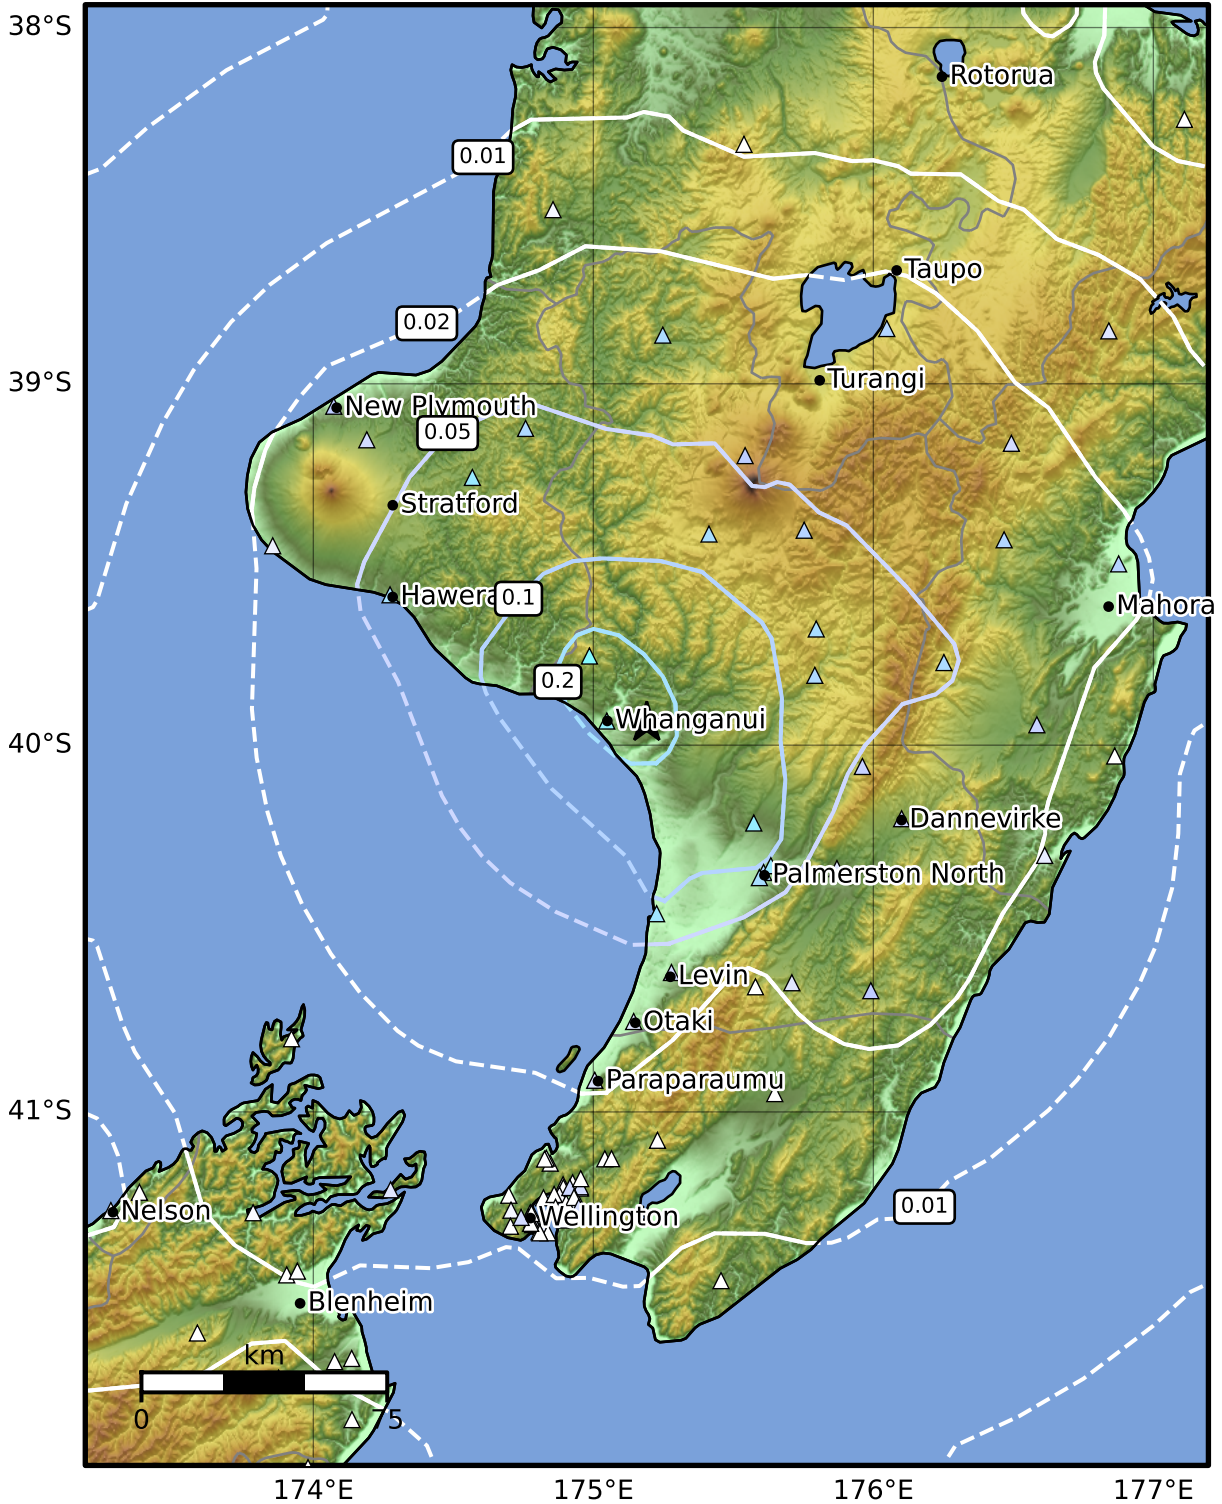 38°S
Rotorua
0.01
Taupo
0.02
39°S
Turangi
New Plymouth
0.05
Stratford
Hawera
0.1
Mahora
0.2
Whanganui
40°S
Dannevirke
Palmerston North
Levin
Otaki
Paraparaumu
41°S
0.01
Nelson
Wellington
Blenheim
km
0
75
174°E
175°E
176°E
177°E